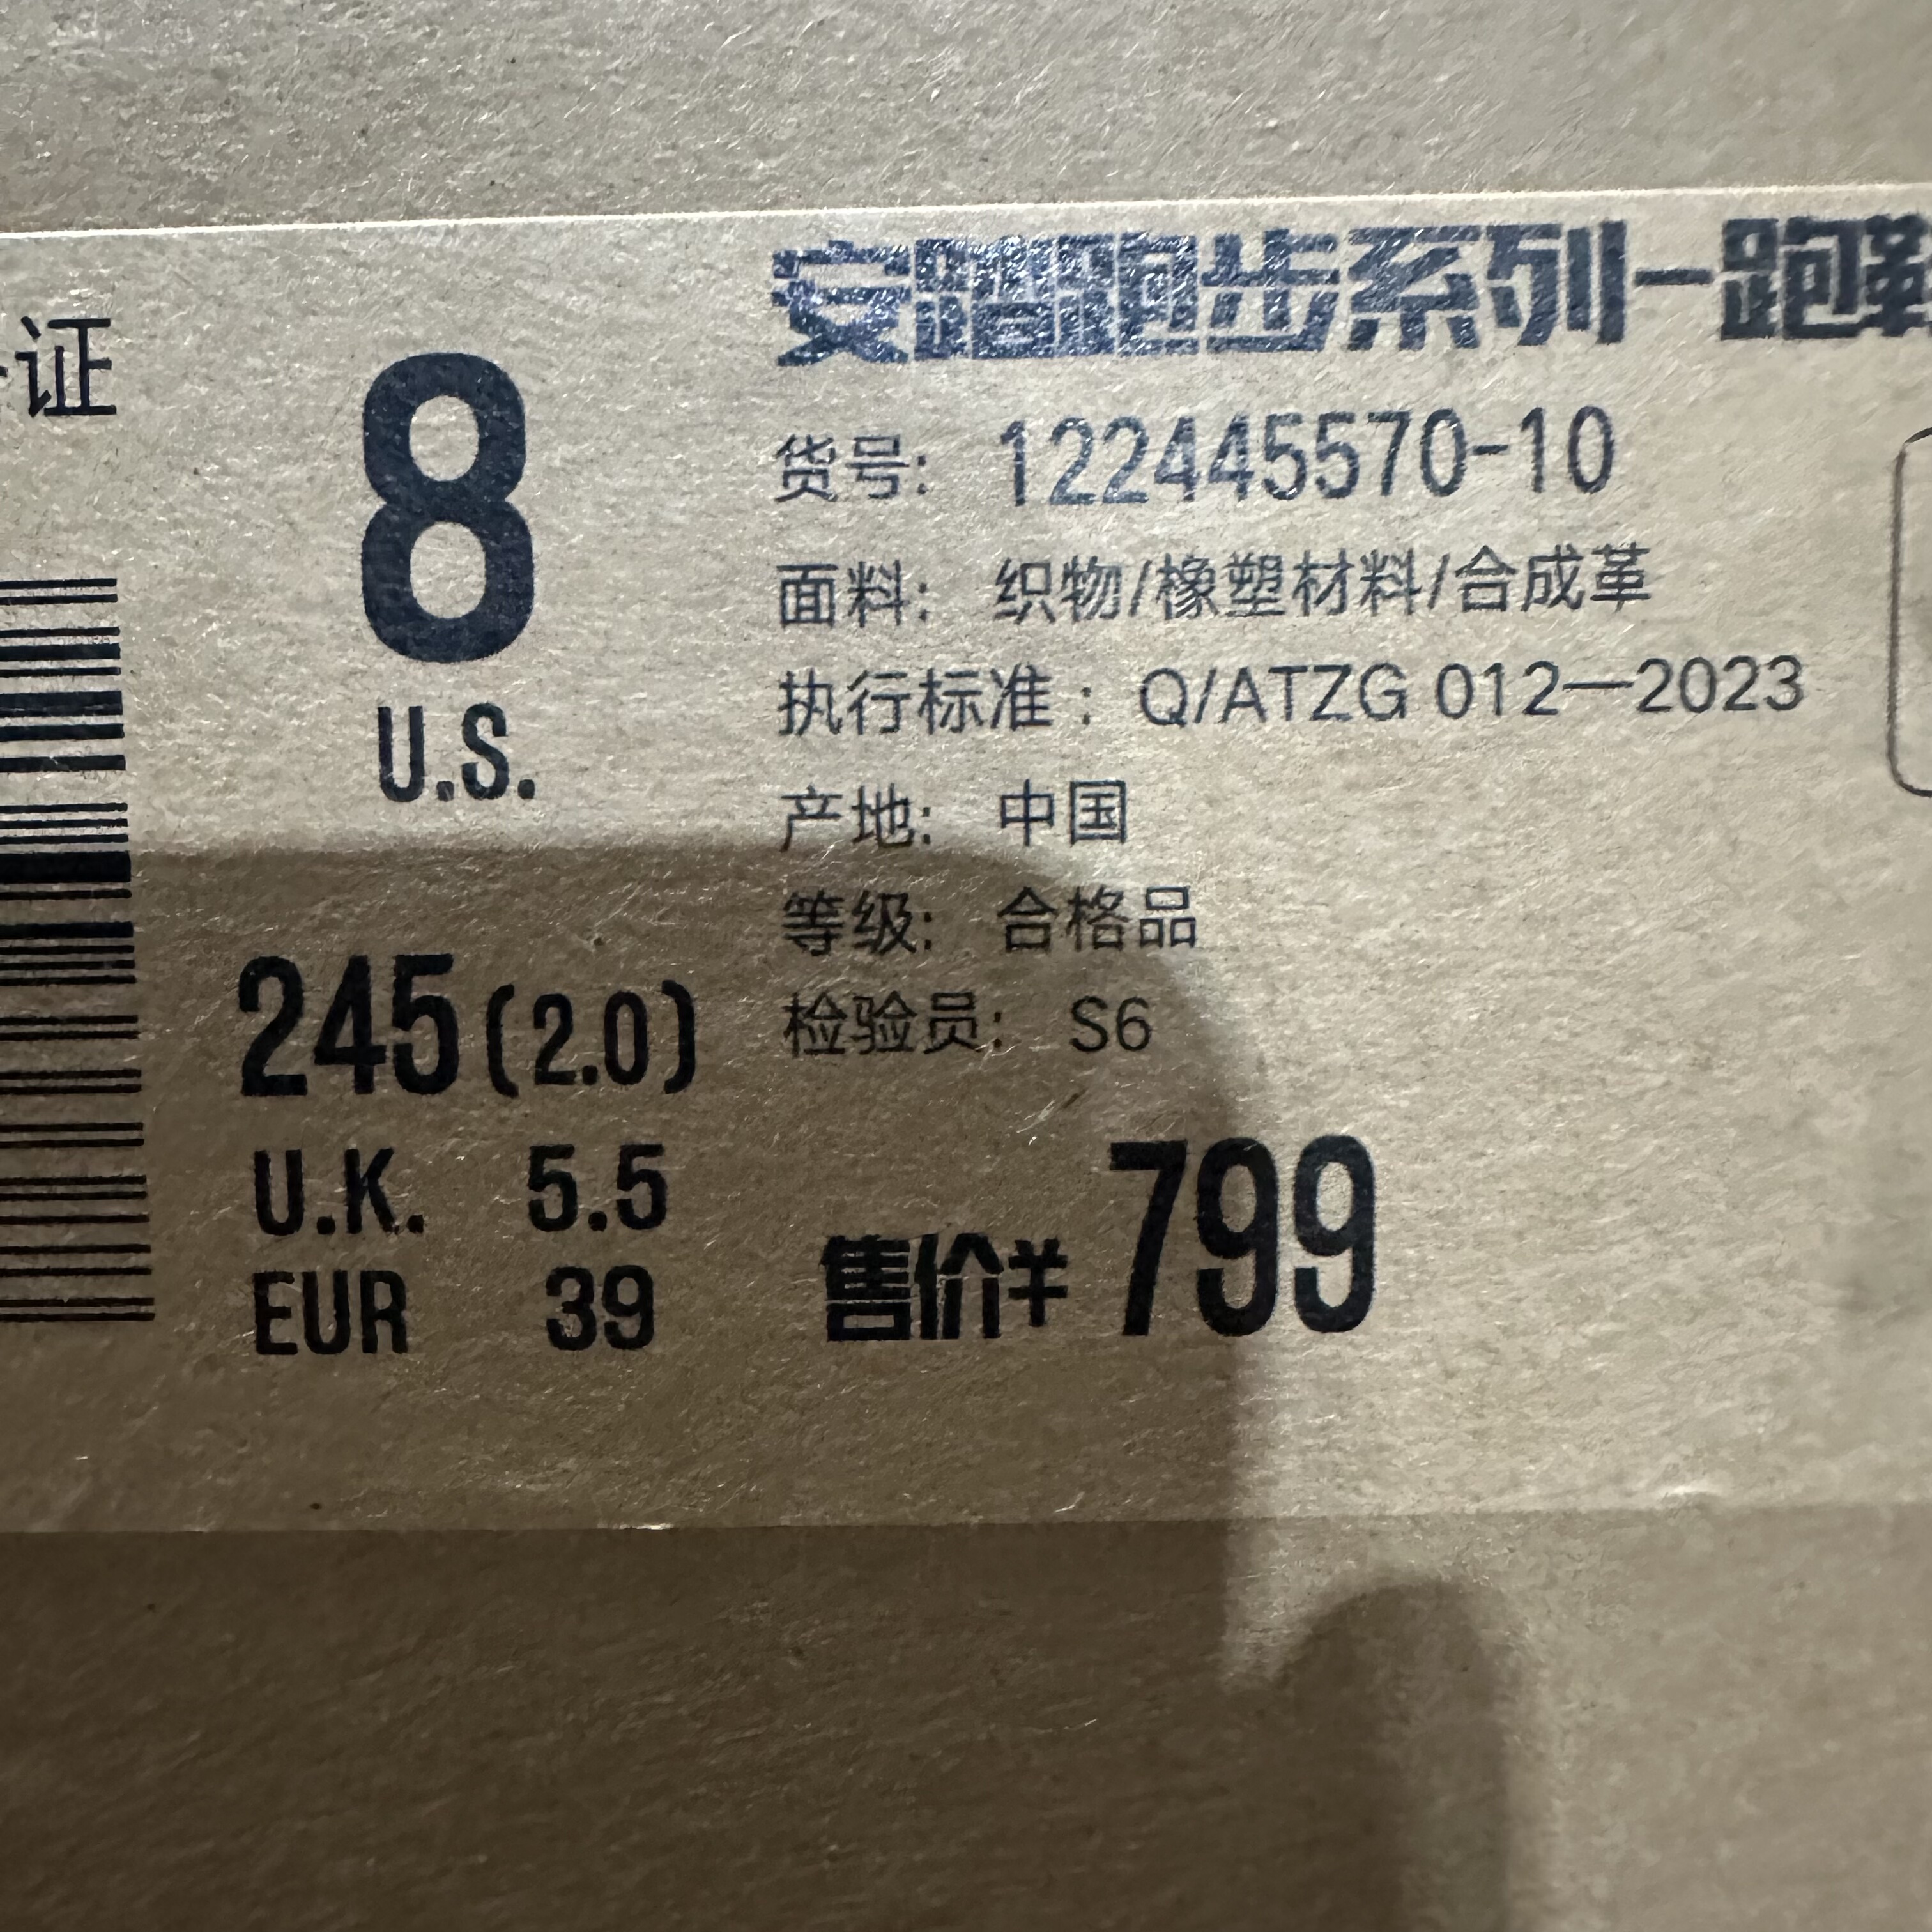 证
8
U.S.
245(2.0)
U.K. 5.5
EUR 39
安踏跑步系列—跑鞋
货号: 122445570-10
面料: 织物/橡塑材料/合成革
执行标准: Q/ATZG 012—2023
产地: 中国
等级: 合格品
检验员: S6
售价¥ 799